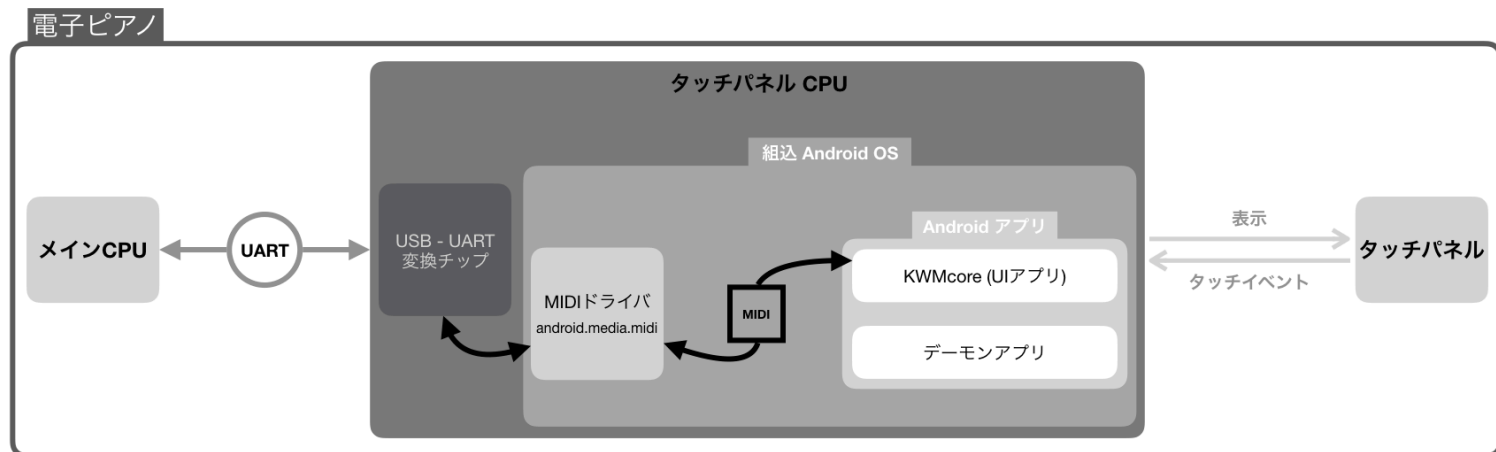 電子ピアノ
タッチパネル CPU
組込 Android OS
メインCPU
UART
USB - UART
変換チップ
MIDIドライバ
android.media.midi
MIDI
Android アプリ
KWMcore (UIアプリ)
デーモンアプリ
表示
タッチイベント
タッチパネル